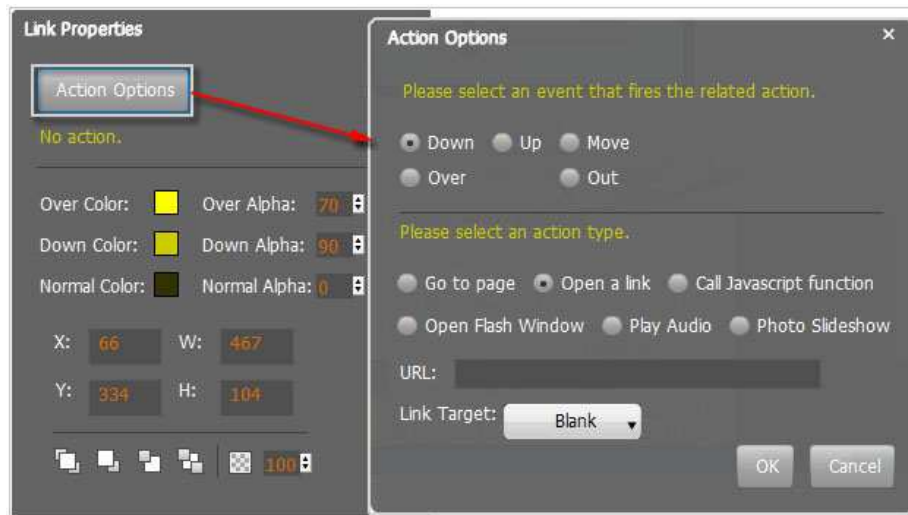 Link Properties
Action Options
No action.
Over Color: Over Alpha: 70
Down Color: Down Alpha: 90
Normal Color: Normal Alpha: 0
X: 66 W: 467
Y: 334 H: 104
100
Action Options ×
Please select an event that fires the related action.
Down Up Move
Over Out
Please select an action type.
Go to page Open a link Call Javascript function
Open Flash Window Play Audio Photo Slideshow
URL:
Link Target: Blank
OK Cancel